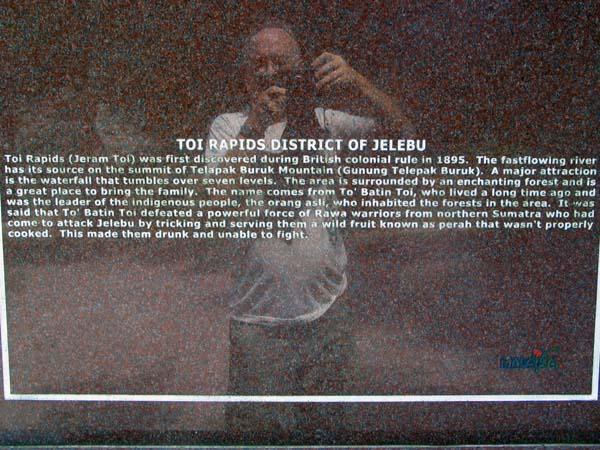 TOI RAPIDS DISTRICT OF JELEBU
Toi Rapids (Jeram Toi) was first discovered during British colonial rule in 1895. The fastflowing river
has its source on the summit of Telapak Buruk Mountain (Gunung Telepak Buruk). A major attraction
is the waterfall that tumbles over seven levels. The area is surrounded by an enchanting forest and is
a great place to bring the family. The name comes from To' Batin Toi, who lived a long time ago and
was the leader of the indigenous people, the orang asli, who inhabited the forests in the area. It was
said that To' Batin Toi defeated a powerful force of Rawa warriors from northern Sumatra who had
come to attack Jelebu by tricking and serving them a wild fruit known as perah that wasn't properly
cooked. This made them drunk and unable to fight.